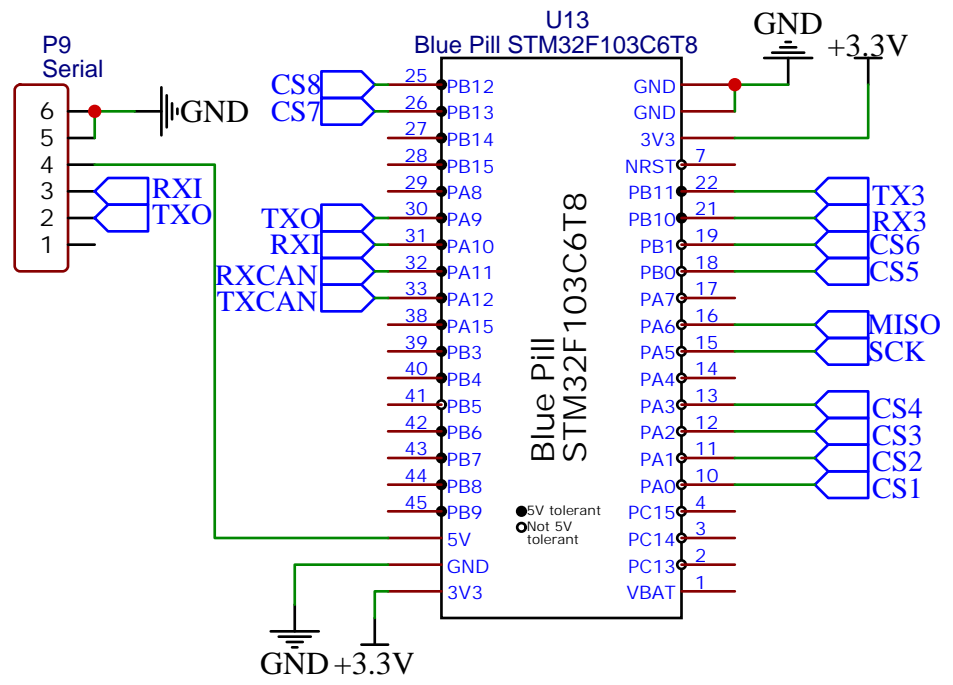 U13
Blue Pill STM32F103C6T8
P9
Serial
6
5
4
3
2
1
GND
RXI
TXO
CS8
CS7
TXO
RXI
RXCAN
TXCAN
25 PB12
26 PB13
27 PB14
28 PB15
29 PA8
30 PA9
31 PA10
32 PA11
33 PA12
38 PA15
39 PB3
40 PB4
41 PB5
42 PB6
43 PB7
44 PB8
45 PB9
5V
GND
3V3
GND
+3.3V
Blue Pill
STM32F103C6T8
5V tolerant
Not 5V
tolerant
GND
+3.3V
GND
GND
3V3
NRST 7
PB11 22
PB10 21
PB1 19
PB0 18
PA7 17
PA6 16
PA5 15
PA4 14
PA3 13
PA2 12
PA1 11
PA0 10
PC15 4
PC14 3
PC13 2
VBAT 1
TX3
RX3
CS6
CS5
MISO
SCK
CS4
CS3
CS2
CS1